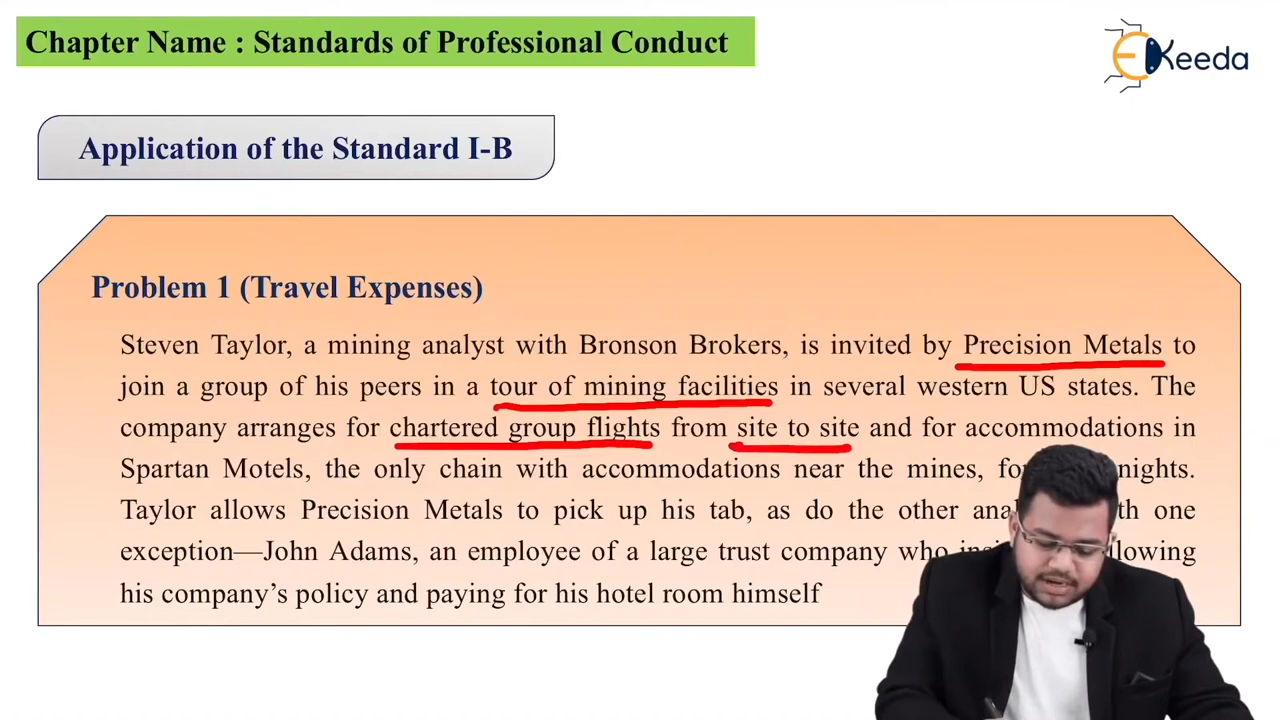 Chapter Name : Standards of Professional Conduct
EKeeda
Application of the Standard I-B
Problem 1 (Travel Expenses)
Steven Taylor, a mining analyst with Bronson Brokers, is invited by Precision Metals to
join a group of his peers in a tour of mining facilities in several western US states. The
company arranges for chartered group flights from site to site and for accommodations in
Spartan Motels, the only chain with accommodations near the mines, nights.
Taylor allows Precision Metals to pick up his tab, as do the other one
exception—John Adams, an employee of a large trust company who
his company’s policy and paying for his hotel room himself